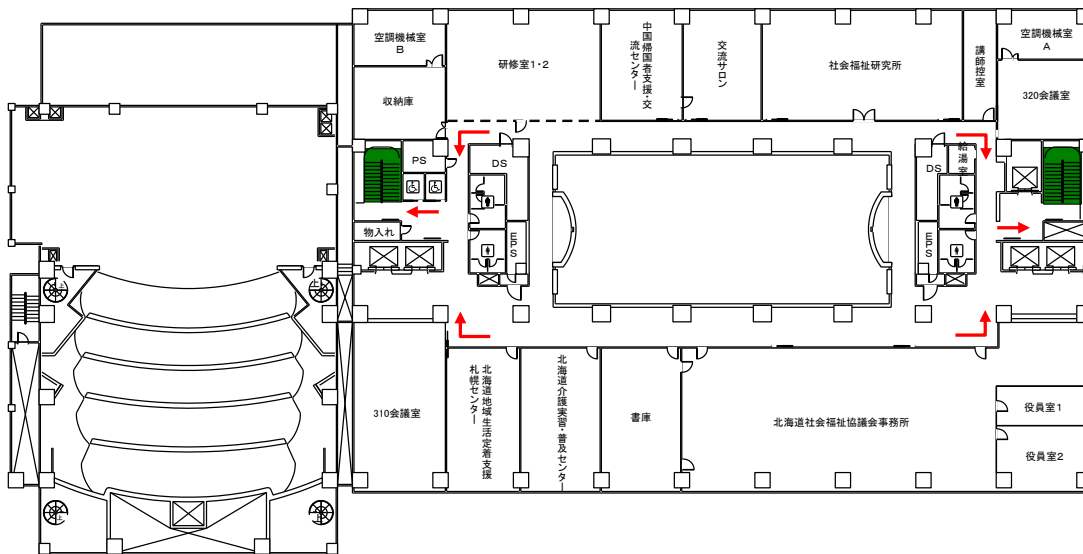 空調機械室
B
研修室1・2
中国帰国者支援・交
流センター
交流サロン
社会福祉研究所
講師控室
空調機械室
A
収納庫
320会議室
PS
DS
DS
給湯室
物入れ
EPS
EPS
上
上
310会議室
北海道地域生活定着支援
札幌センター
北海道介護実習・普及センター
書庫
北海道社会福祉協議会事務所
役員室1
役員室2
上
上